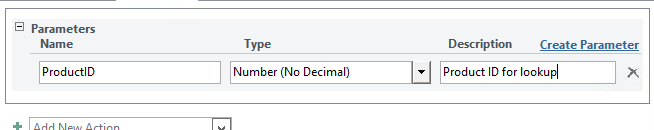 Parameters
Name Type Description Create Parameter
ProductID Number (No Decimal) Product ID for lookup
Add New Action